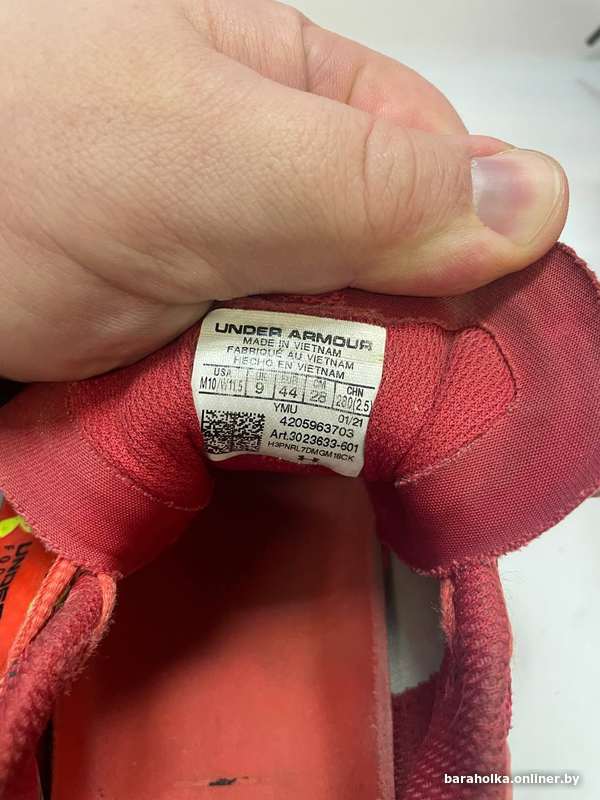 UNDER ARMOUR
MADE IN VIETNAM
FABRIQUÉ AU VIETNAM
HECHO EN VIETNAM
USA UK EUR CM CHN
M10/W11.5 9 44 28 280(2.5)
YMU 01/21
4205963703
Art.3023633-601
H3PNRL7DMGM18CK
baraholka.onliner.by